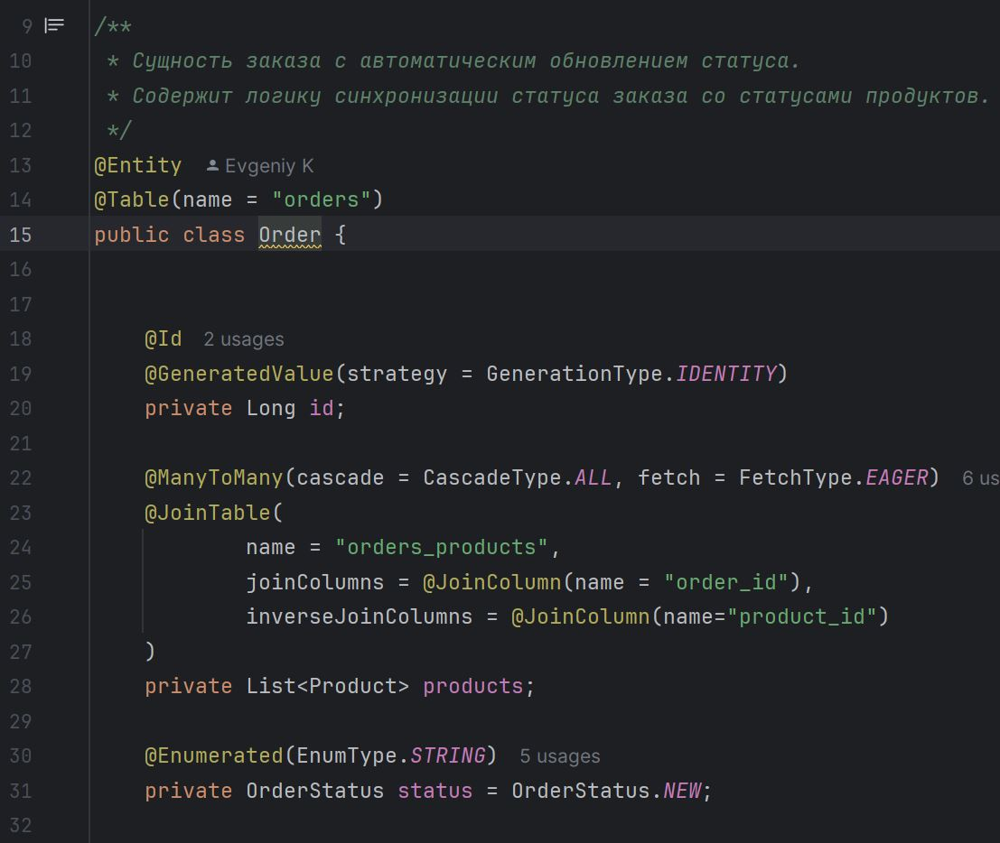 9 /**
10 * Сущность заказа с автоматическим обновлением статуса.
11 * Содержит логику синхронизации статуса заказа со статусами продуктов.
12 */
13 @Entity Evgeniy K
14 @Table(name = "orders")
15 public class Order {
16
17
18 @Id 2 usages
19 @GeneratedValue(strategy = GenerationType.IDENTITY)
20 private Long id;
21
22 @ManyToMany(cascade = CascadeType.ALL, fetch = FetchType.EAGER) 6 us
23 @JoinTable(
24 name = "orders_products",
25 joinColumns = @JoinColumn(name = "order_id"),
26 inverseJoinColumns = @JoinColumn(name="product_id")
27 )
28 private List<Product> products;
29
30 @Enumerated(EnumType.STRING) 5 usages
31 private OrderStatus status = OrderStatus.NEW;
32